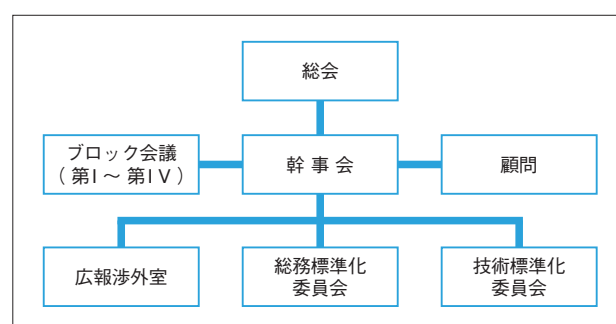 総会
ブロック会議
（第I～第IV）
幹事会
顧問
広報渉外室
総務標準化
委員会
技術標準化
委員会